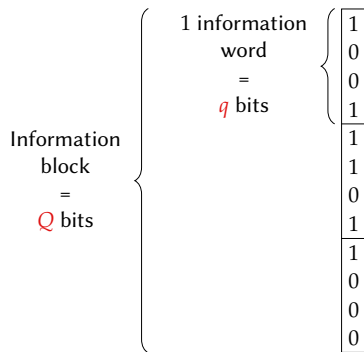 1 information
word
=
q bits
Information
block
=
Q bits
1
0
0
1
1
1
0
1
1
0
0
0